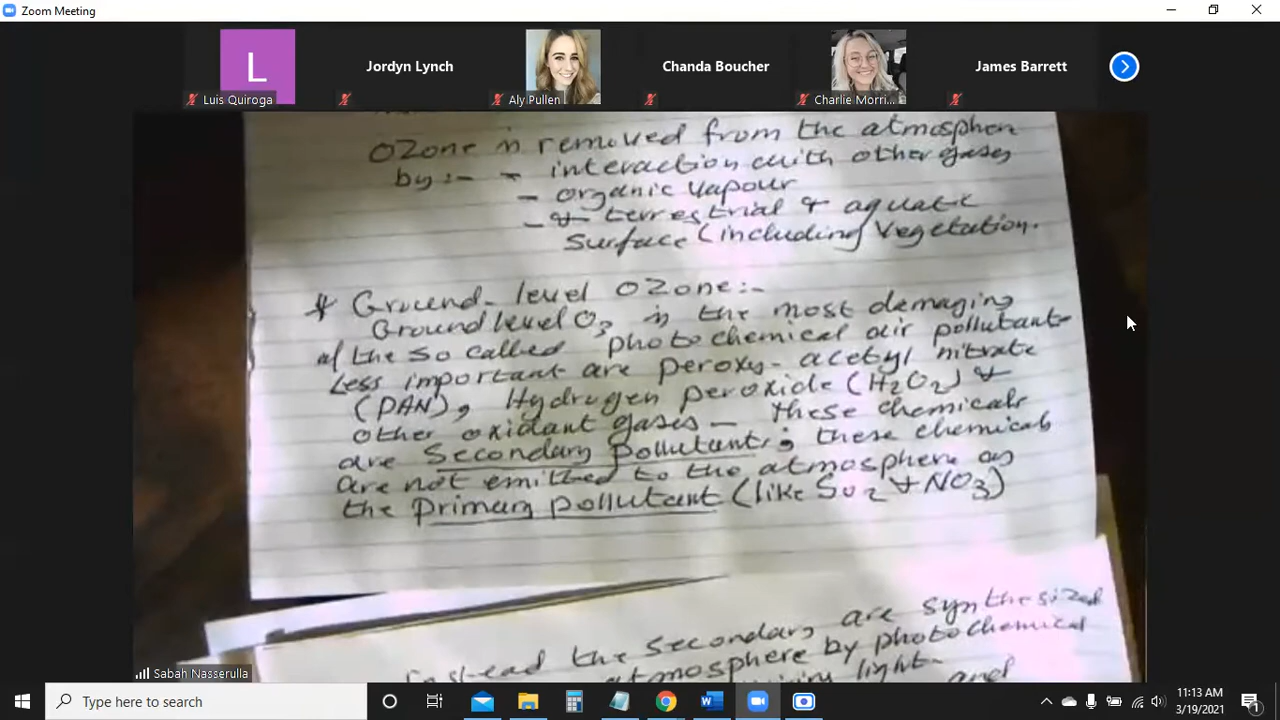 Zoom Meeting
L
Luis Quiroga
Jordyn Lynch
Aly Pullen
Chanda Boucher
Charlie Morri...
James Barrett
Ozone is removed from the atmospher
by :- - interaction with other gases
- organic vapour
- & terrestrial & aquatic
surface (including vegetation.
* Ground-level Ozone:-
Ground level O3 is the most damaging
of the so called photochemical air pollutant-
Less important are peroxy-acetyl nitrate
(PAN), Hydrogen peroxide (H2O2) &
other oxidant gases - these chemicals
are Secondary pollutant; these chemicals
are not emitted to the atmosphere as
the primary pollutant (like SO2 & NO3)
Instead the secondary are synthesized
atmosphere by photochemical
light-
and
Sabah Nasserulla
Type here to search
11:13 AM
3/19/2021
1